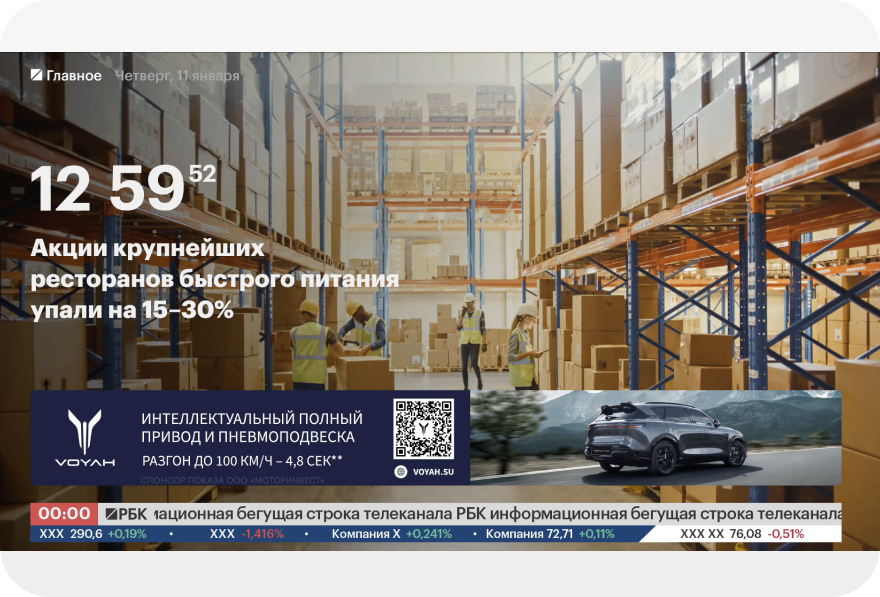 Главное Четверг, 11 января
12 59 52
Акции крупнейших
ресторанов быстрого питания
упали на 15–30%
ИНТЕЛЛЕКТУАЛЬНЫЙ ПОЛНЫЙ
ПРИВОД И ПНЕВМОПОДВЕСКА
РАЗГОН ДО 100 КМ/Ч – 4,8 СЕК**
VOYAH
VOYAH.SU
СПОНСОР ПОКАЗА ООО «МОТОРИНВЕСТ»
00:00 РБК мационная бегущая строка телеканала РБК информационная бегущая строка телеканала
XXX 290,6 +0,19% • XXX -1,416% • Компания X +0,241% • Компания 72,71 +0,11% XXX XX 76,08 -0,51%